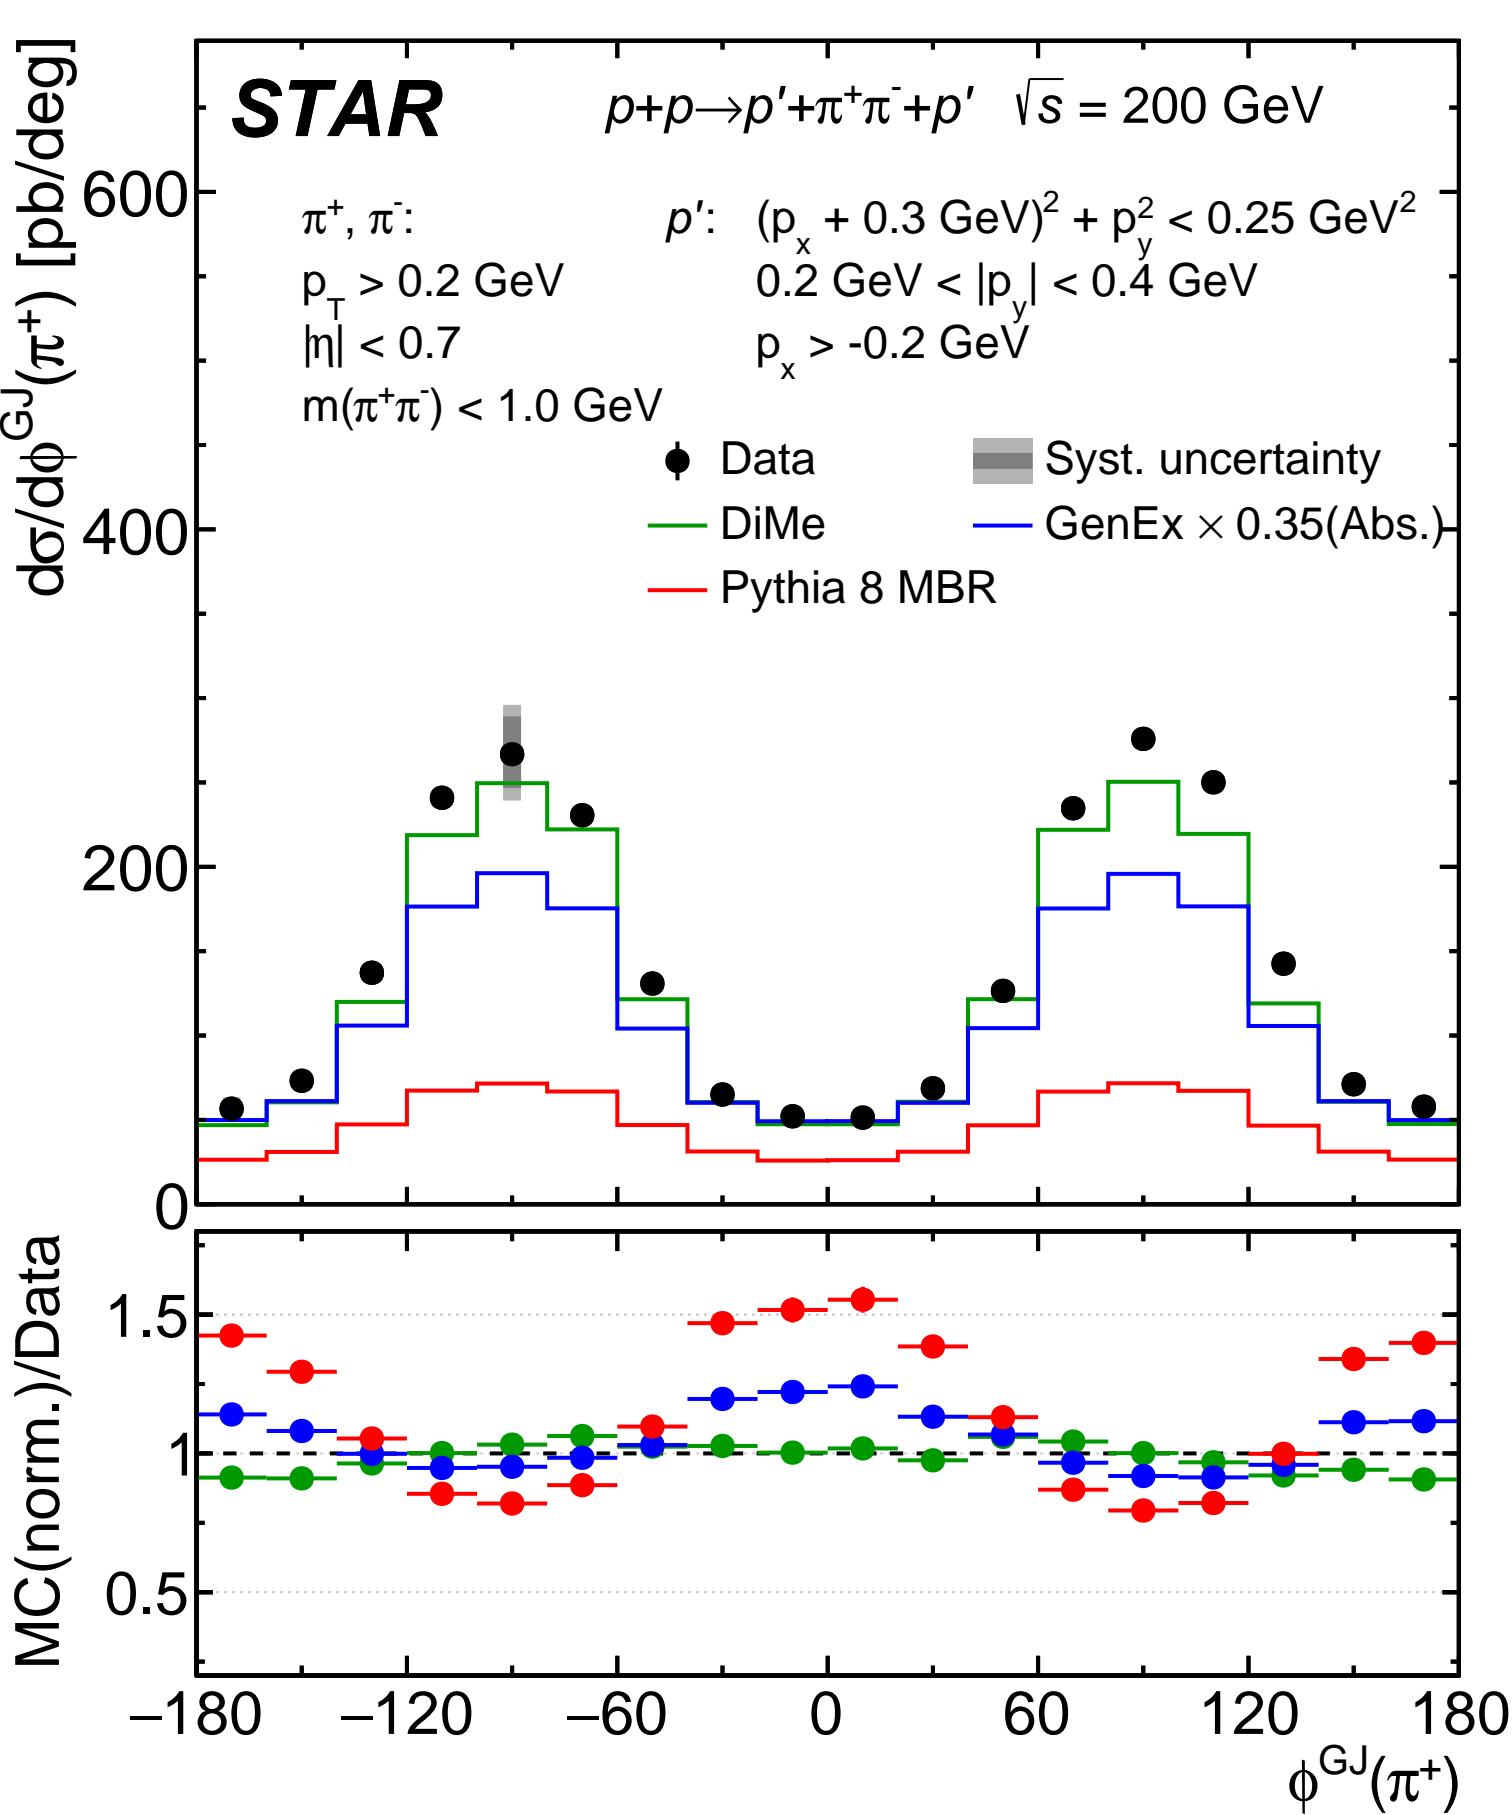 STAR p+p→p′+π⁺π⁻+p′ √s = 200 GeV
π⁺, π⁻: p′: (pₓ + 0.3 GeV)² + p_y² < 0.25 GeV²
p_T > 0.2 GeV 0.2 GeV < |p_y| < 0.4 GeV
|η| < 0.7 pₓ > -0.2 GeV
m(π⁺π⁻) < 1.0 GeV
Data Syst. uncertainty
DiMe GenEx × 0.35(Abs.)
Pythia 8 MBR
dσ/dϕ^GJ(π⁺) [pb/deg]
600
400
200
0
MC(norm.)/Data
1.5
1
0.5
−180 −120 −60 0 60 120 180
ϕ^GJ(π⁺)